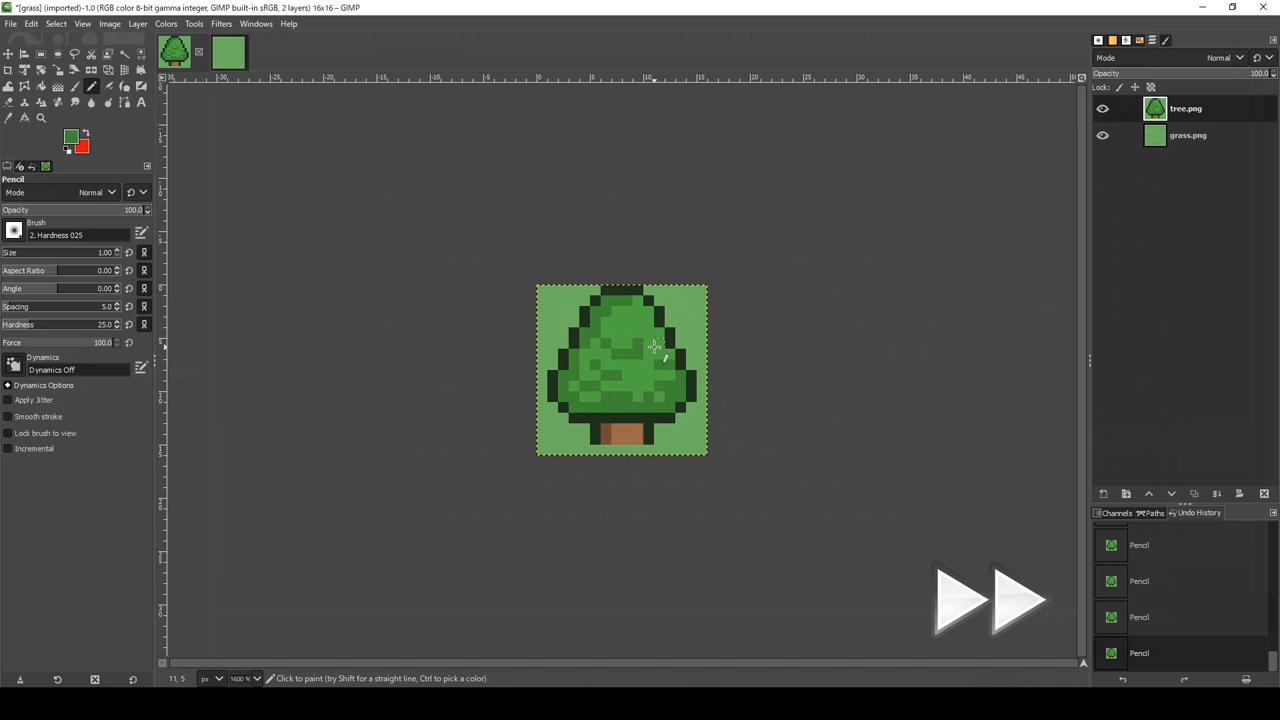 *[grass] (imported)-1.0 (RGB color 8-bit gamma integer, GIMP built-in sRGB, 2 layers) 16x16 – GIMP
File Edit Select View Image Layer Colors Tools Filters Windows Help
Pencil
Mode Normal
Opacity 100.0
Brush
2. Hardness 025
Size 1.00
Aspect Ratio 0.00
Angle 0.00
Spacing 5.0
Hardness 25.0
Force 100.0
Dynamics
Dynamics Off
Dynamics Options
Apply Jitter
Smooth stroke
Lock brush to view
Incremental
Mode Normal
Opacity 100.0
Lock:
tree.png
grass.png
Channels Paths Undo History
Pencil
Pencil
Pencil
Pencil
11, 5 px 1600 % Click to paint (try Shift for a straight line, Ctrl to pick a color)